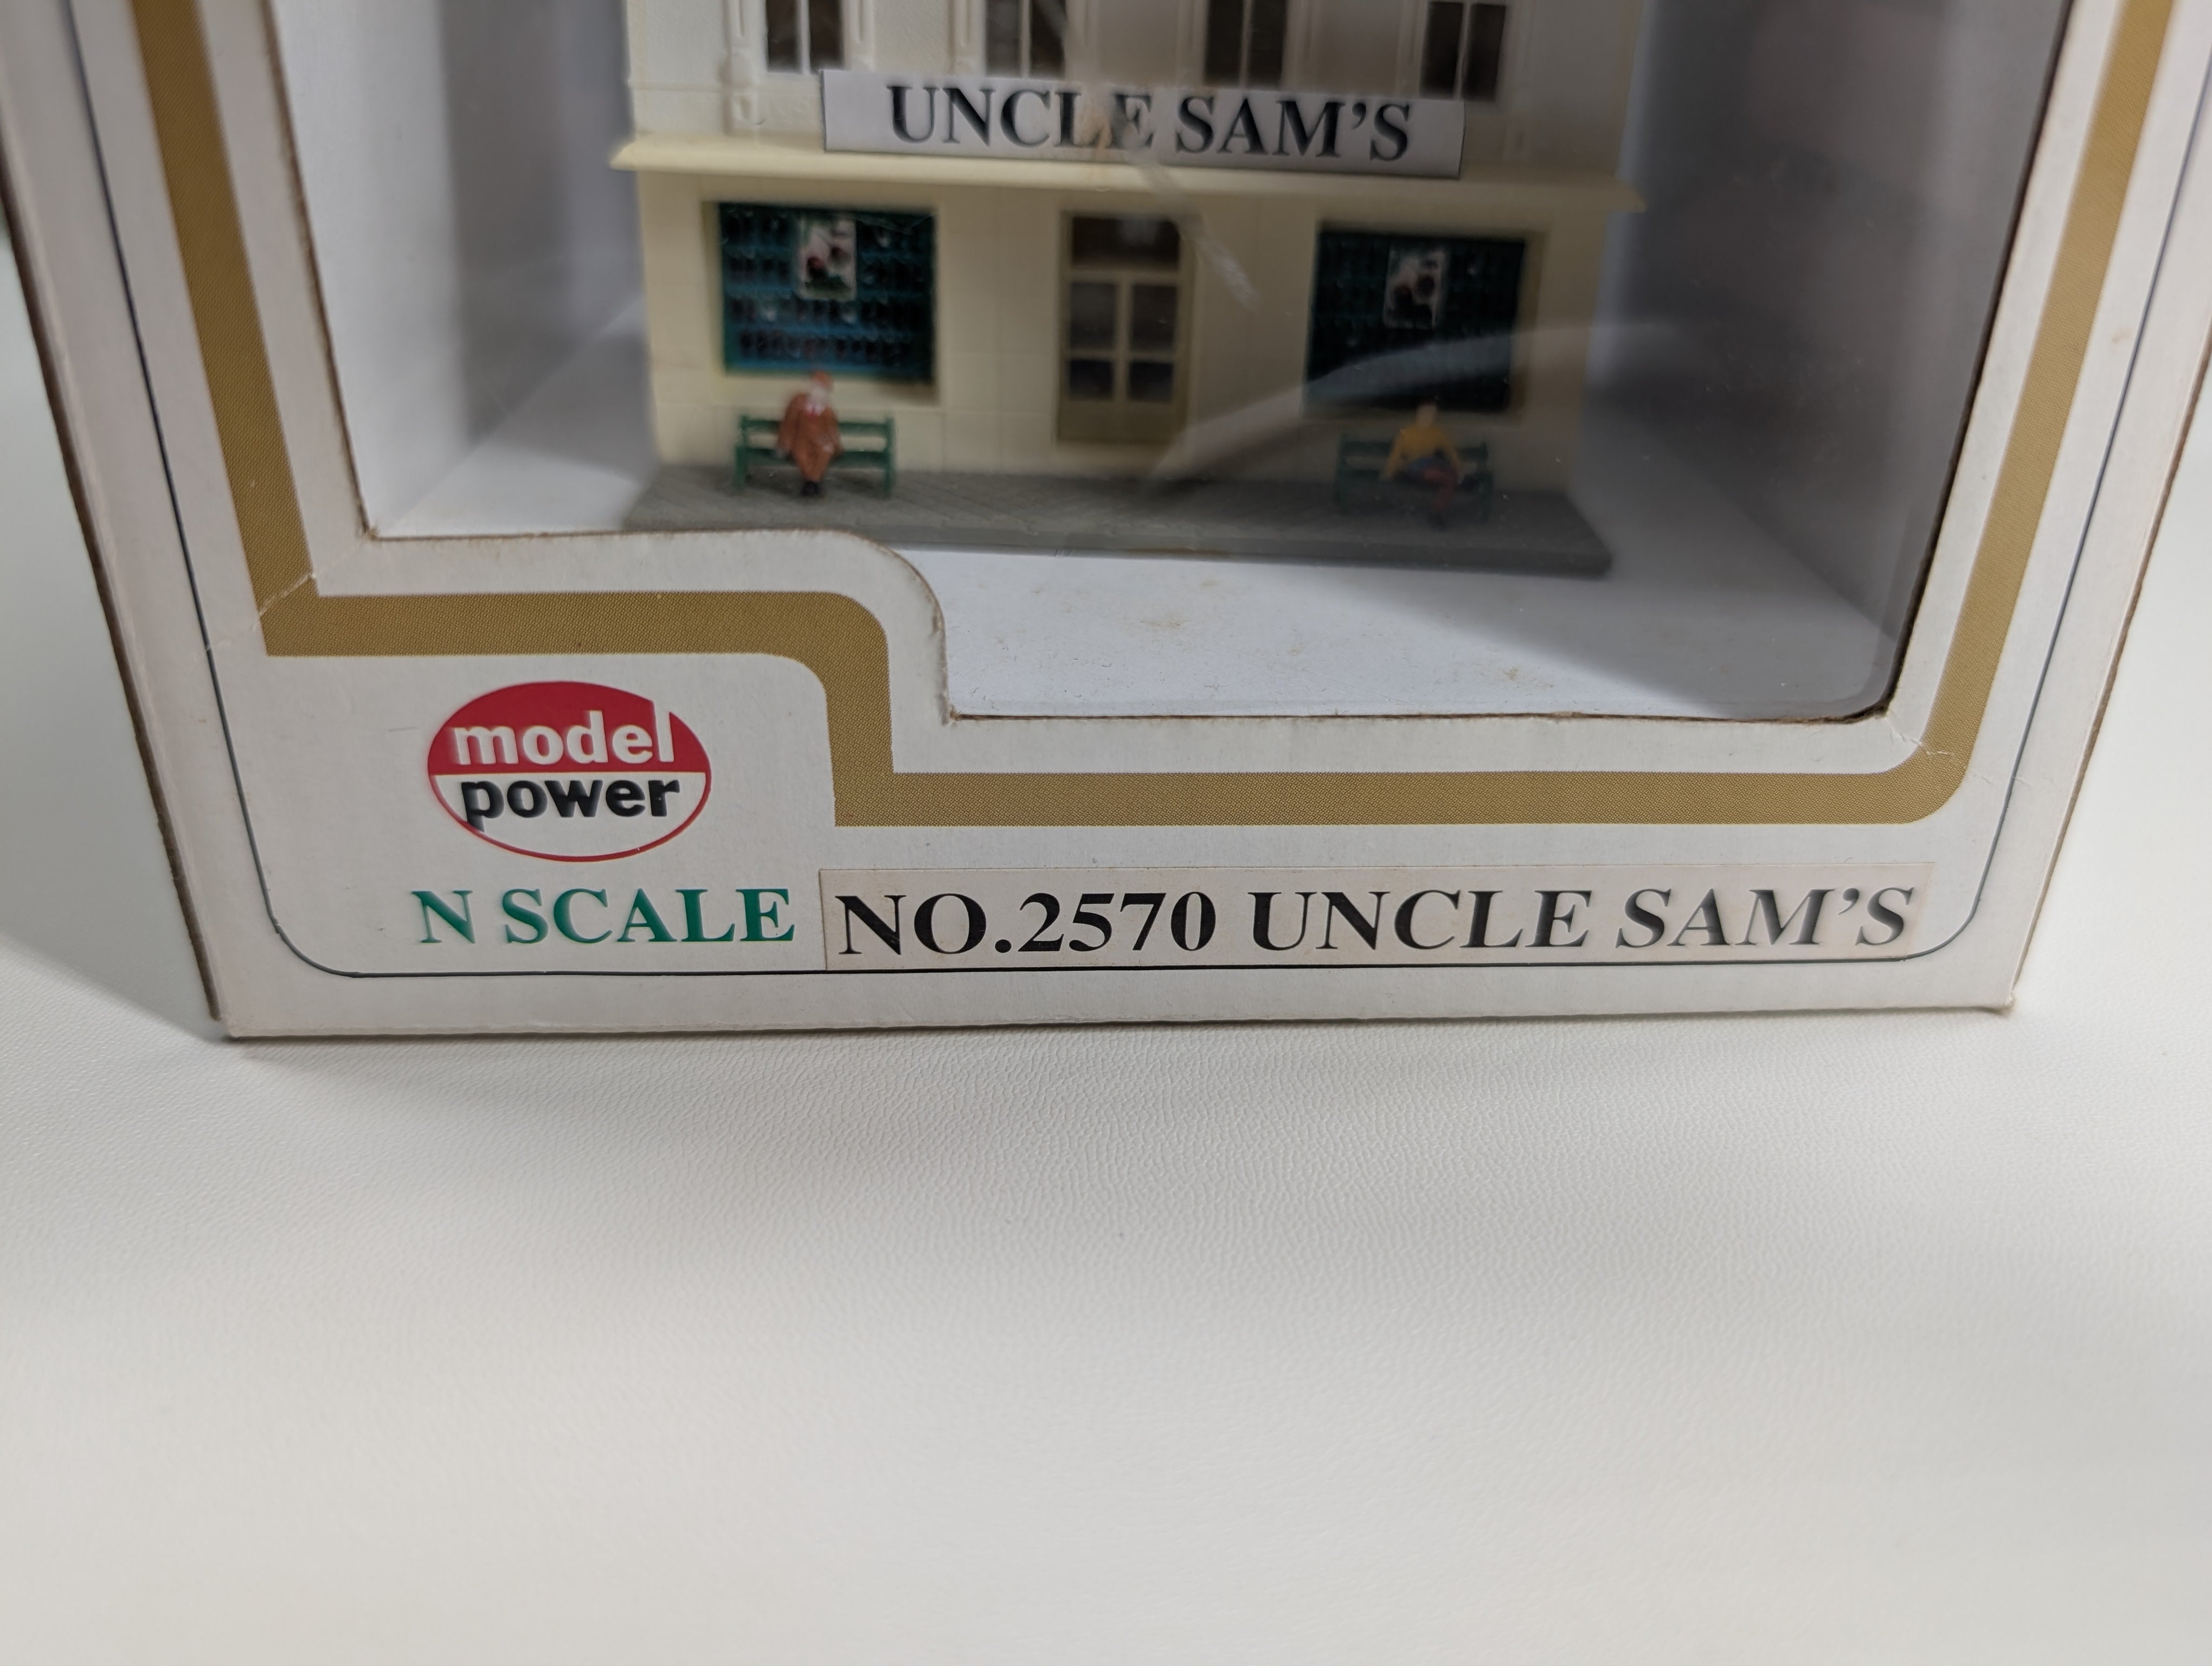 UNCLE SAM'S
model
power
N SCALE NO.2570 UNCLE SAM'S